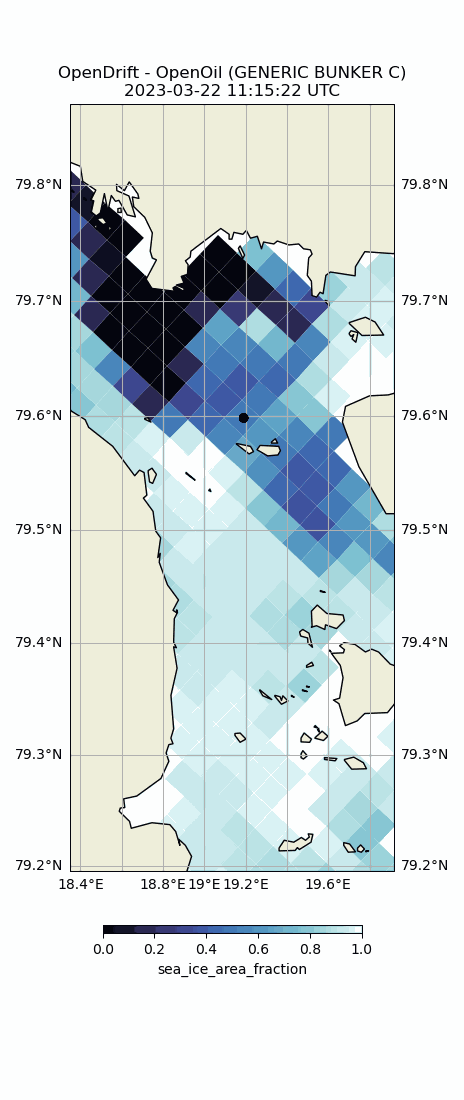 OpenDrift - OpenOil (GENERIC BUNKER C)
2023-03-22 11:15:22 UTC
79.8°N 79.8°N
79.7°N 79.7°N
79.6°N 79.6°N
79.5°N 79.5°N
79.4°N 79.4°N
79.3°N 79.3°N
79.2°N 79.2°N
18.4°E 18.8°E 19°E 19.2°E 19.6°E
0.0 0.2 0.4 0.6 0.8 1.0
sea_ice_area_fraction